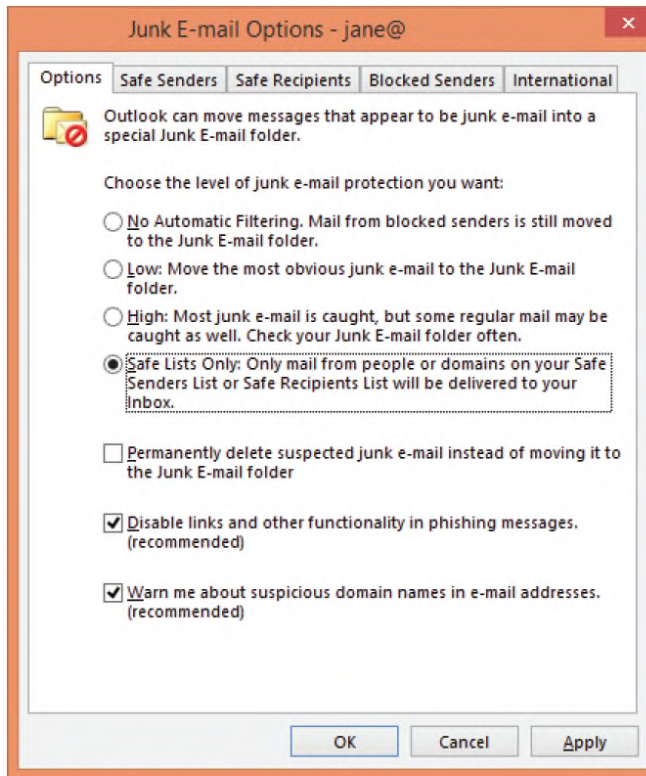 Junk E-mail Options - jane@
Options Safe Senders Safe Recipients Blocked Senders International
Outlook can move messages that appear to be junk e-mail into a
special Junk E-mail folder.
Choose the level of junk e-mail protection you want:
No Automatic Filtering. Mail from blocked senders is still moved
to the Junk E-mail folder.
Low: Move the most obvious junk e-mail to the Junk E-mail
folder.
High: Most junk e-mail is caught, but some regular mail may be
caught as well. Check your Junk E-mail folder often.
Safe Lists Only: Only mail from people or domains on your Safe
Senders List or Safe Recipients List will be delivered to your
Inbox.
Permanently delete suspected junk e-mail instead of moving it to
the Junk E-mail folder
Disable links and other functionality in phishing messages.
(recommended)
Warn me about suspicious domain names in e-mail addresses.
(recommended)
OK Cancel Apply